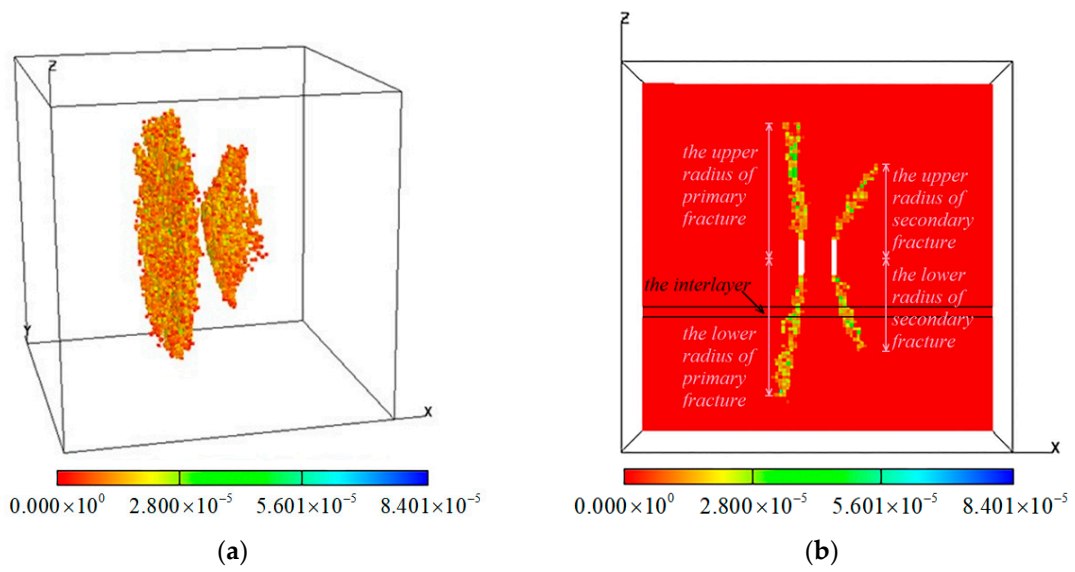 Z
Y
X
0.000×10⁰ 2.800×10⁻⁵ 5.601×10⁻⁵ 8.401×10⁻⁵
(a)
Z
the upper
radius of
primary
fracture
the upper
radius of
secondary
fracture
the interlayer
the lower
radius of
primary
fracture
the lower
radius of
secondary
fracture
X
0.000×10⁰ 2.800×10⁻⁵ 5.601×10⁻⁵ 8.401×10⁻⁵
(b)